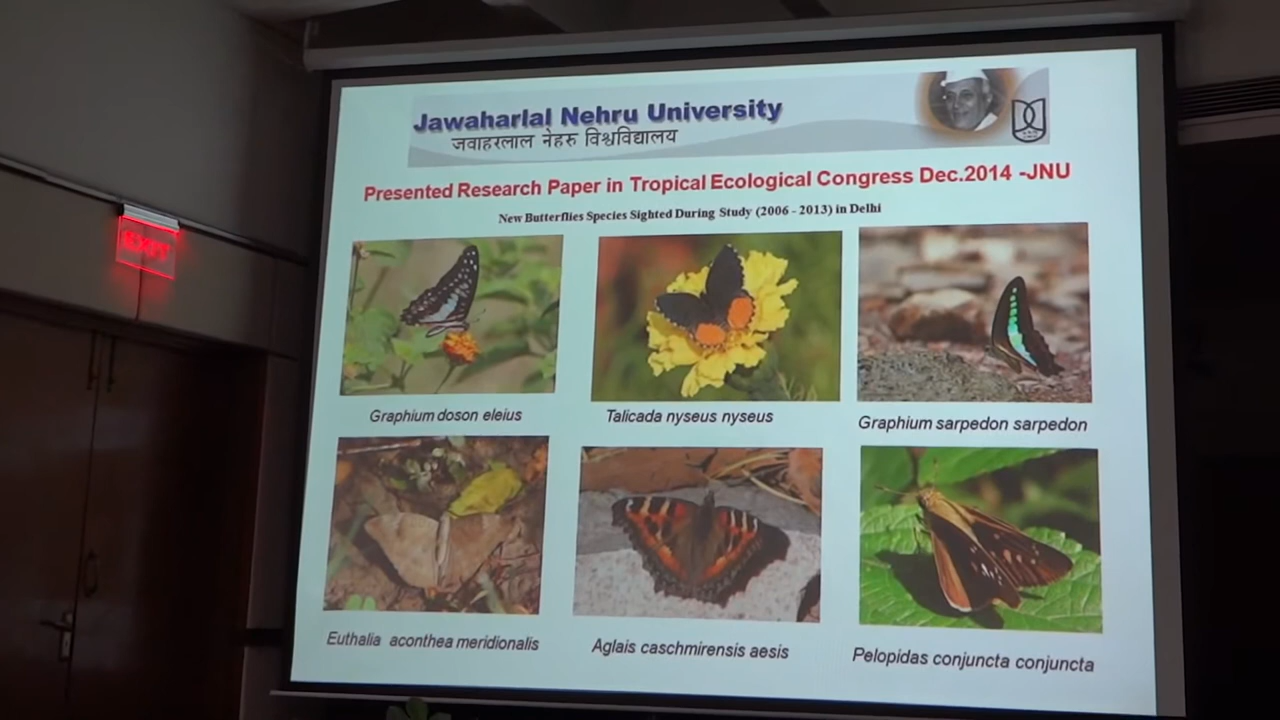 EXIT
Jawaharlal Nehru University
जवाहरलाल नेहरु विश्वविद्यालय
Presented Research Paper in Tropical Ecological Congress Dec.2014 -JNU
New Butterflies Species Sighted During Study (2006 - 2013) in Delhi
Graphium doson eleius
Talicada nyseus nyseus
Graphium sarpedon sarpedon
Euthalia aconthea meridionalis
Aglais caschmirensis aesis
Pelopidas conjuncta conjuncta